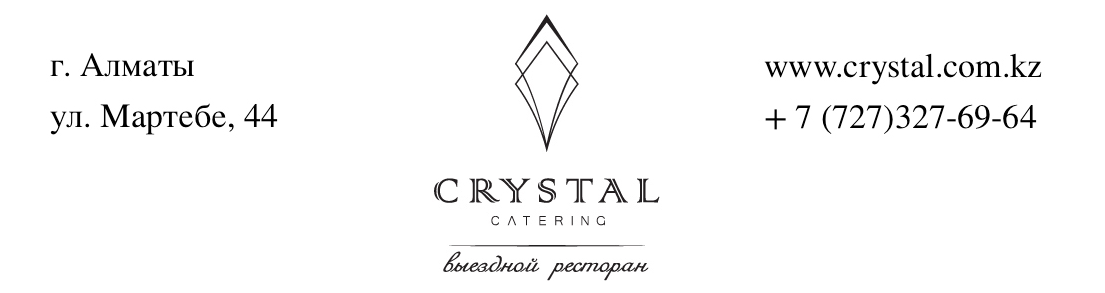 г. Алматы
ул. Мартебе, 44
CRYSTAL
CATERING
выездной ресторан
www.crystal.com.kz
+ 7 (727)327-69-64